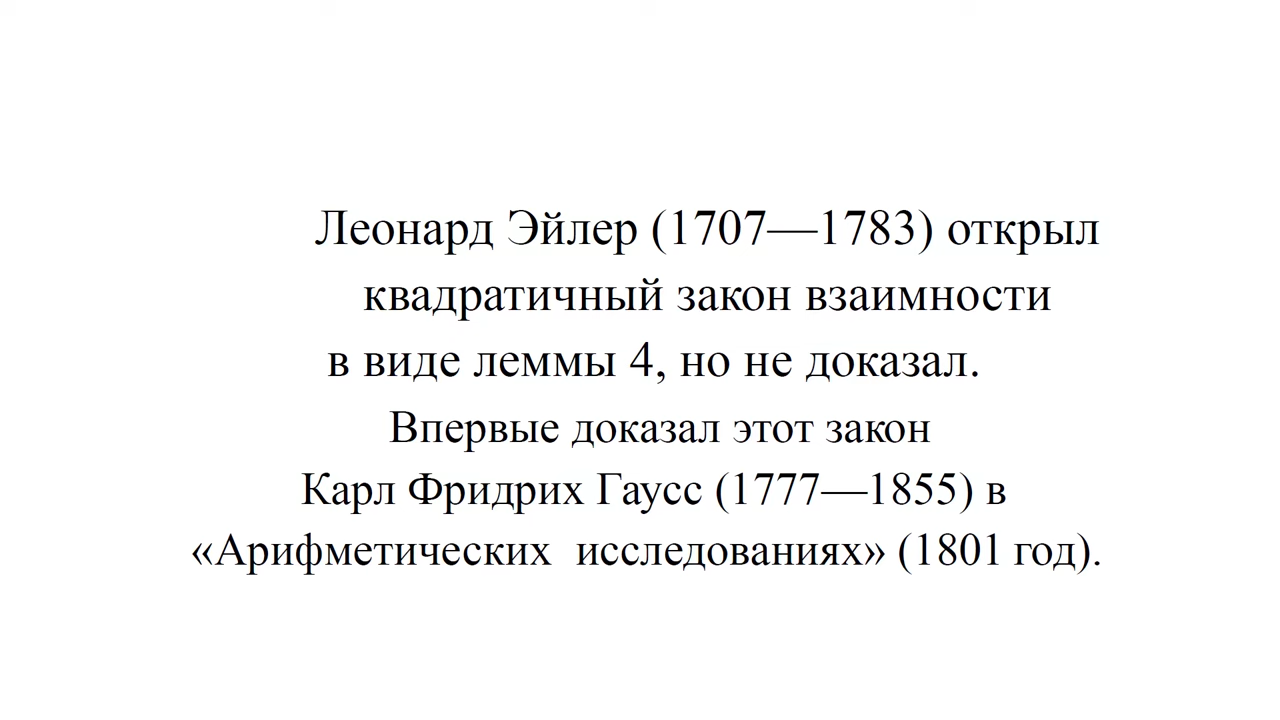 Леонард Эйлер (1707—1783) открыл
квадратичный закон взаимности
в виде леммы 4, но не доказал.
Впервые доказал этот закон
Карл Фридрих Гаусс (1777—1855) в
«Арифметических исследованиях» (1801 год).